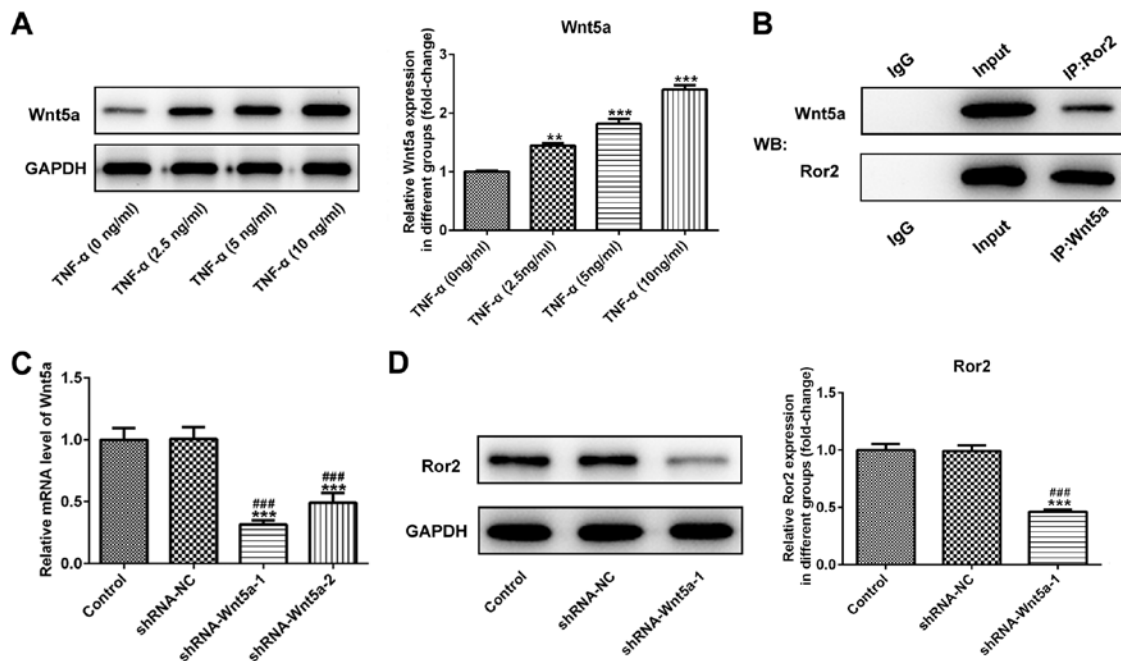 A
Wnt5a
GAPDH
TNF-α (0 ng/ml)
TNF-α (2.5 ng/ml)
TNF-α (5 ng/ml)
TNF-α (10 ng/ml)
Wnt5a
Relative Wnt5a expression
in different groups (fold-change)
3
2
1
0
**
***
***
TNF-α (0ng/ml)
TNF-α (2.5ng/ml)
TNF-α (5ng/ml)
TNF-α (10ng/ml)
B
IgG
Input
IP:Ror2
Wnt5a
WB:
Ror2
IgG
Input
IP:Wnt5a
C
Relative mRNA level of Wnt5a
1.5
1.0
0.5
0.0
###
***
###
***
Control
shRNA-NC
shRNA-Wnt5a-1
shRNA-Wnt5a-2
D
Ror2
GAPDH
Control
shRNA-NC
shRNA-Wnt5a-1
Ror2
Relative Ror2 expression
in different groups (fold-change)
1.5
1.0
0.5
0.0
###
***
Control
shRNA-NC
shRNA-Wnt5a-1